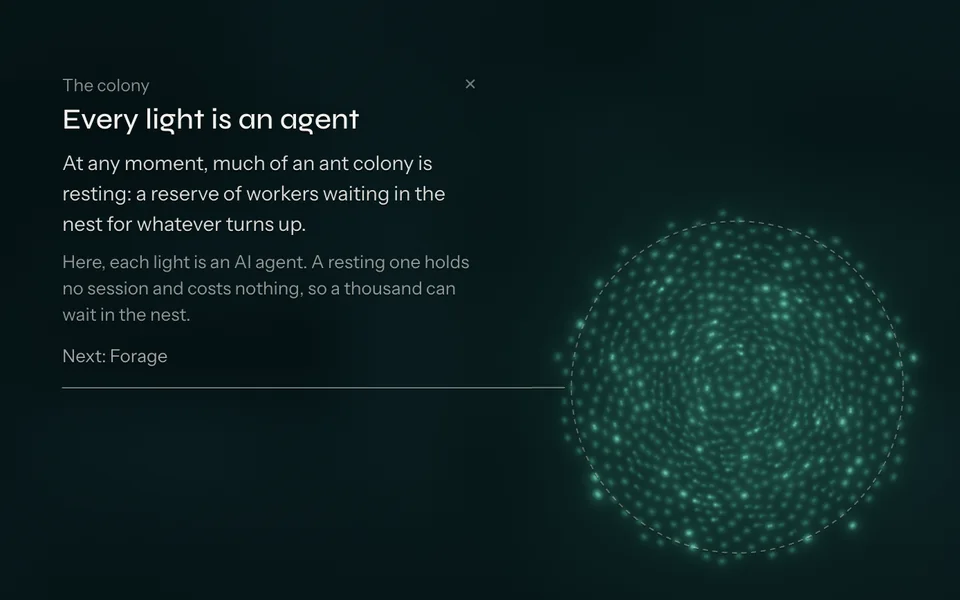 The colony
×
Every light is an agent
At any moment, much of an ant colony is
resting: a reserve of workers waiting in the
nest for whatever turns up.
Here, each light is an AI agent. A resting one holds
no session and costs nothing, so a thousand can
wait in the nest.
Next: Forage